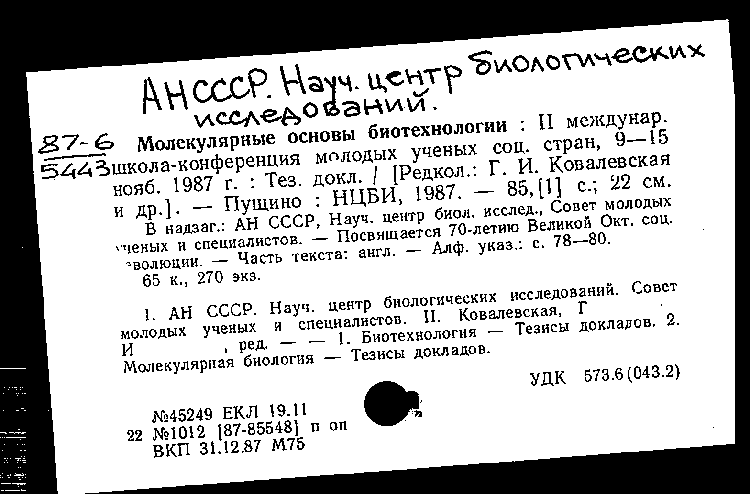 АН СССР. Науч. центр биологических
исследований.
87-6
5443
Молекулярные основы биотехнологии : II междунар.
школа-конференция молодых ученых соц. стран, 9—15
нояб. 1987 г. : Тез. докл. / [Редкол.: Г. И. Ковалевская
и др.]. — Пущино : НЦБИ, 1987. — 85, [1] с.; 22 см.
В надзаг.: АН СССР, Науч. центр биол. исслед., Совет молодых
ченых и специалистов. — Посвящается 70-летию Великой Окт. соц.
волюции. — Часть текста: англ. — Алф. указ.: с. 78—80.
65 к., 270 экз.
1. АН СССР. Науч. центр биологических исследований. Совет
молодых ученых и специалистов. II. Ковалевская, Г
И , ред. — — 1. Биотехнология — Тезисы докладов. 2.
Молекулярная биология — Тезисы докладов.
УДК 573.6(043.2)
№45249 ЕКЛ 19.11
22 №1012 [87-85548] п оп
ВКП 31.12.87 М75